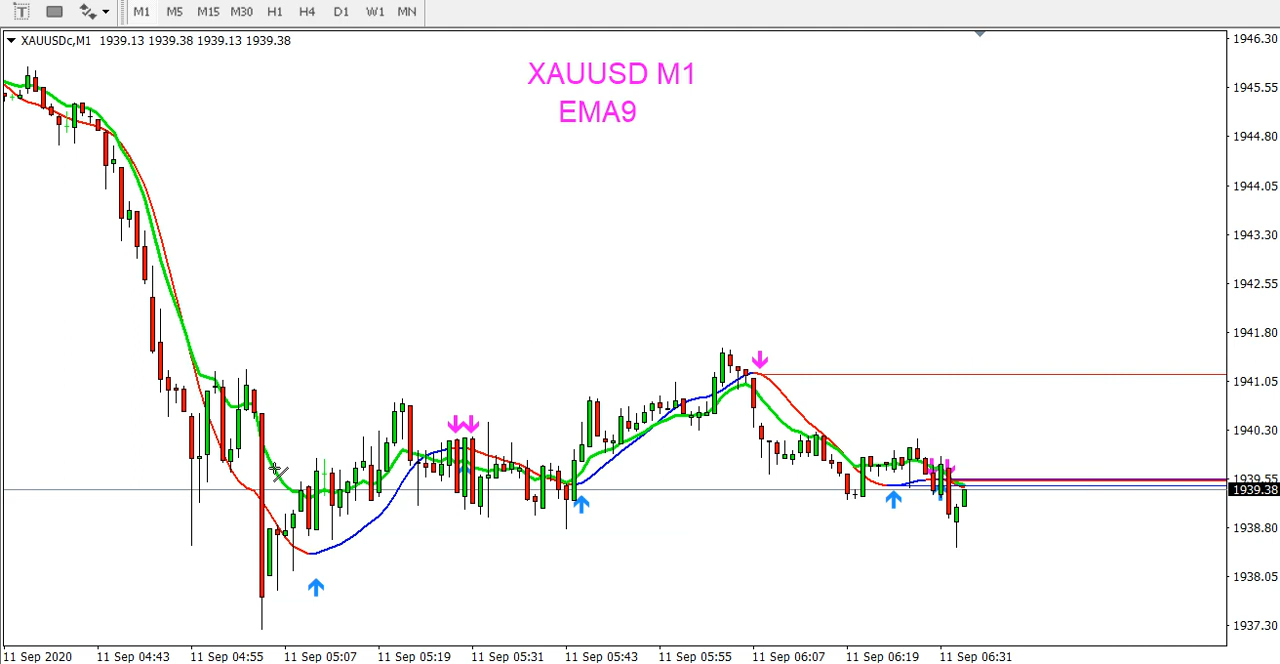 T M1 M5 M15 M30 H1 H4 D1 W1 MN
XAUUSDc,M1 1939.13 1939.38 1939.13 1939.38
XAUUSD M1
EMA9
1946.30
1945.55
1944.80
1944.05
1943.30
1942.55
1941.80
1941.05
1940.30
1939.55
1939.38
1938.80
1938.05
1937.30
11 Sep 2020 11 Sep 04:43 11 Sep 04:55 11 Sep 05:07 11 Sep 05:19 11 Sep 05:31 11 Sep 05:43 11 Sep 05:55 11 Sep 06:07 11 Sep 06:19 11 Sep 06:31